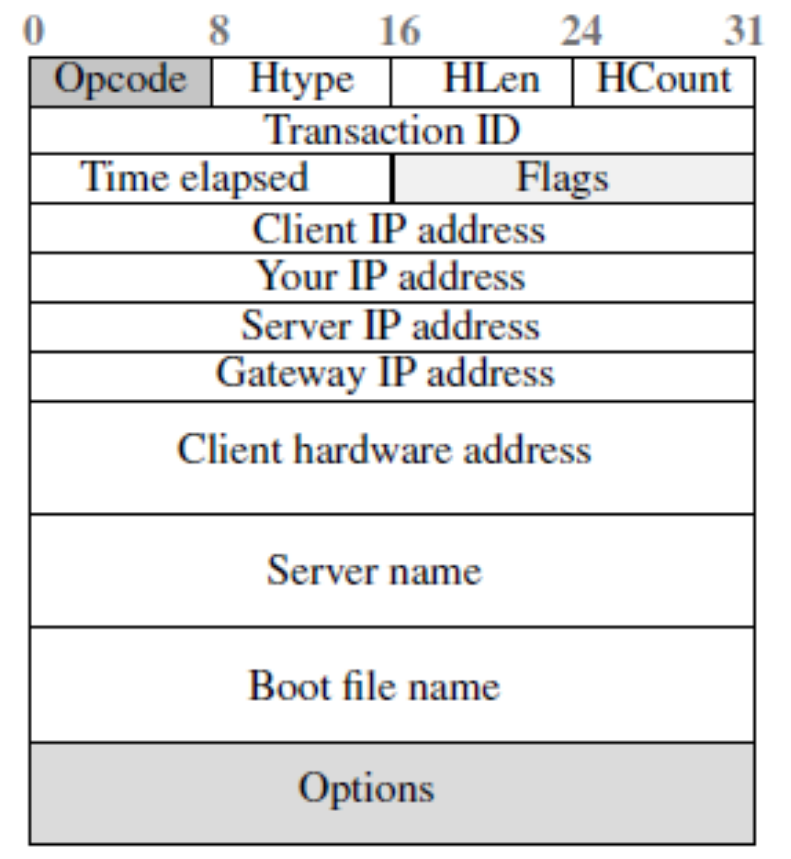 0 8 16 24 31
Opcode Htype HLen HCount
Transaction ID
Time elapsed Flags
Client IP address
Your IP address
Server IP address
Gateway IP address
Client hardware address
Server name
Boot file name
Options